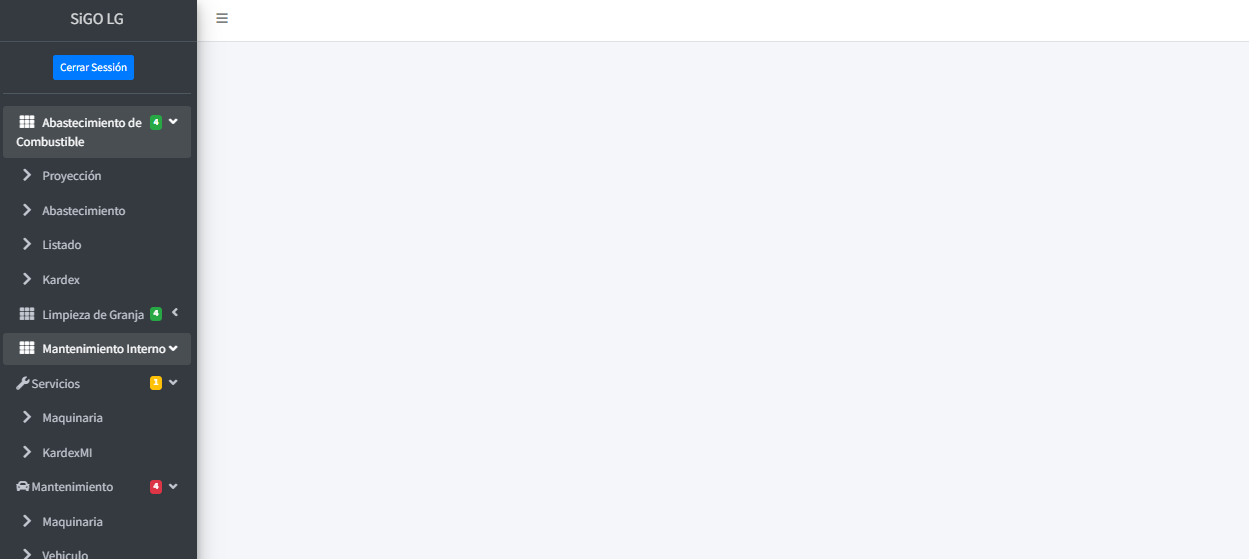 SiGO LG
Cerrar Sessión
Abastecimiento de 4
Combustible
Proyección
Abastecimiento
Listado
Kardex
Limpieza de Granja 4
Mantenimiento Interno
Servicios 1
Maquinaria
KardexMI
Mantenimiento 4
Maquinaria
Vehiculo